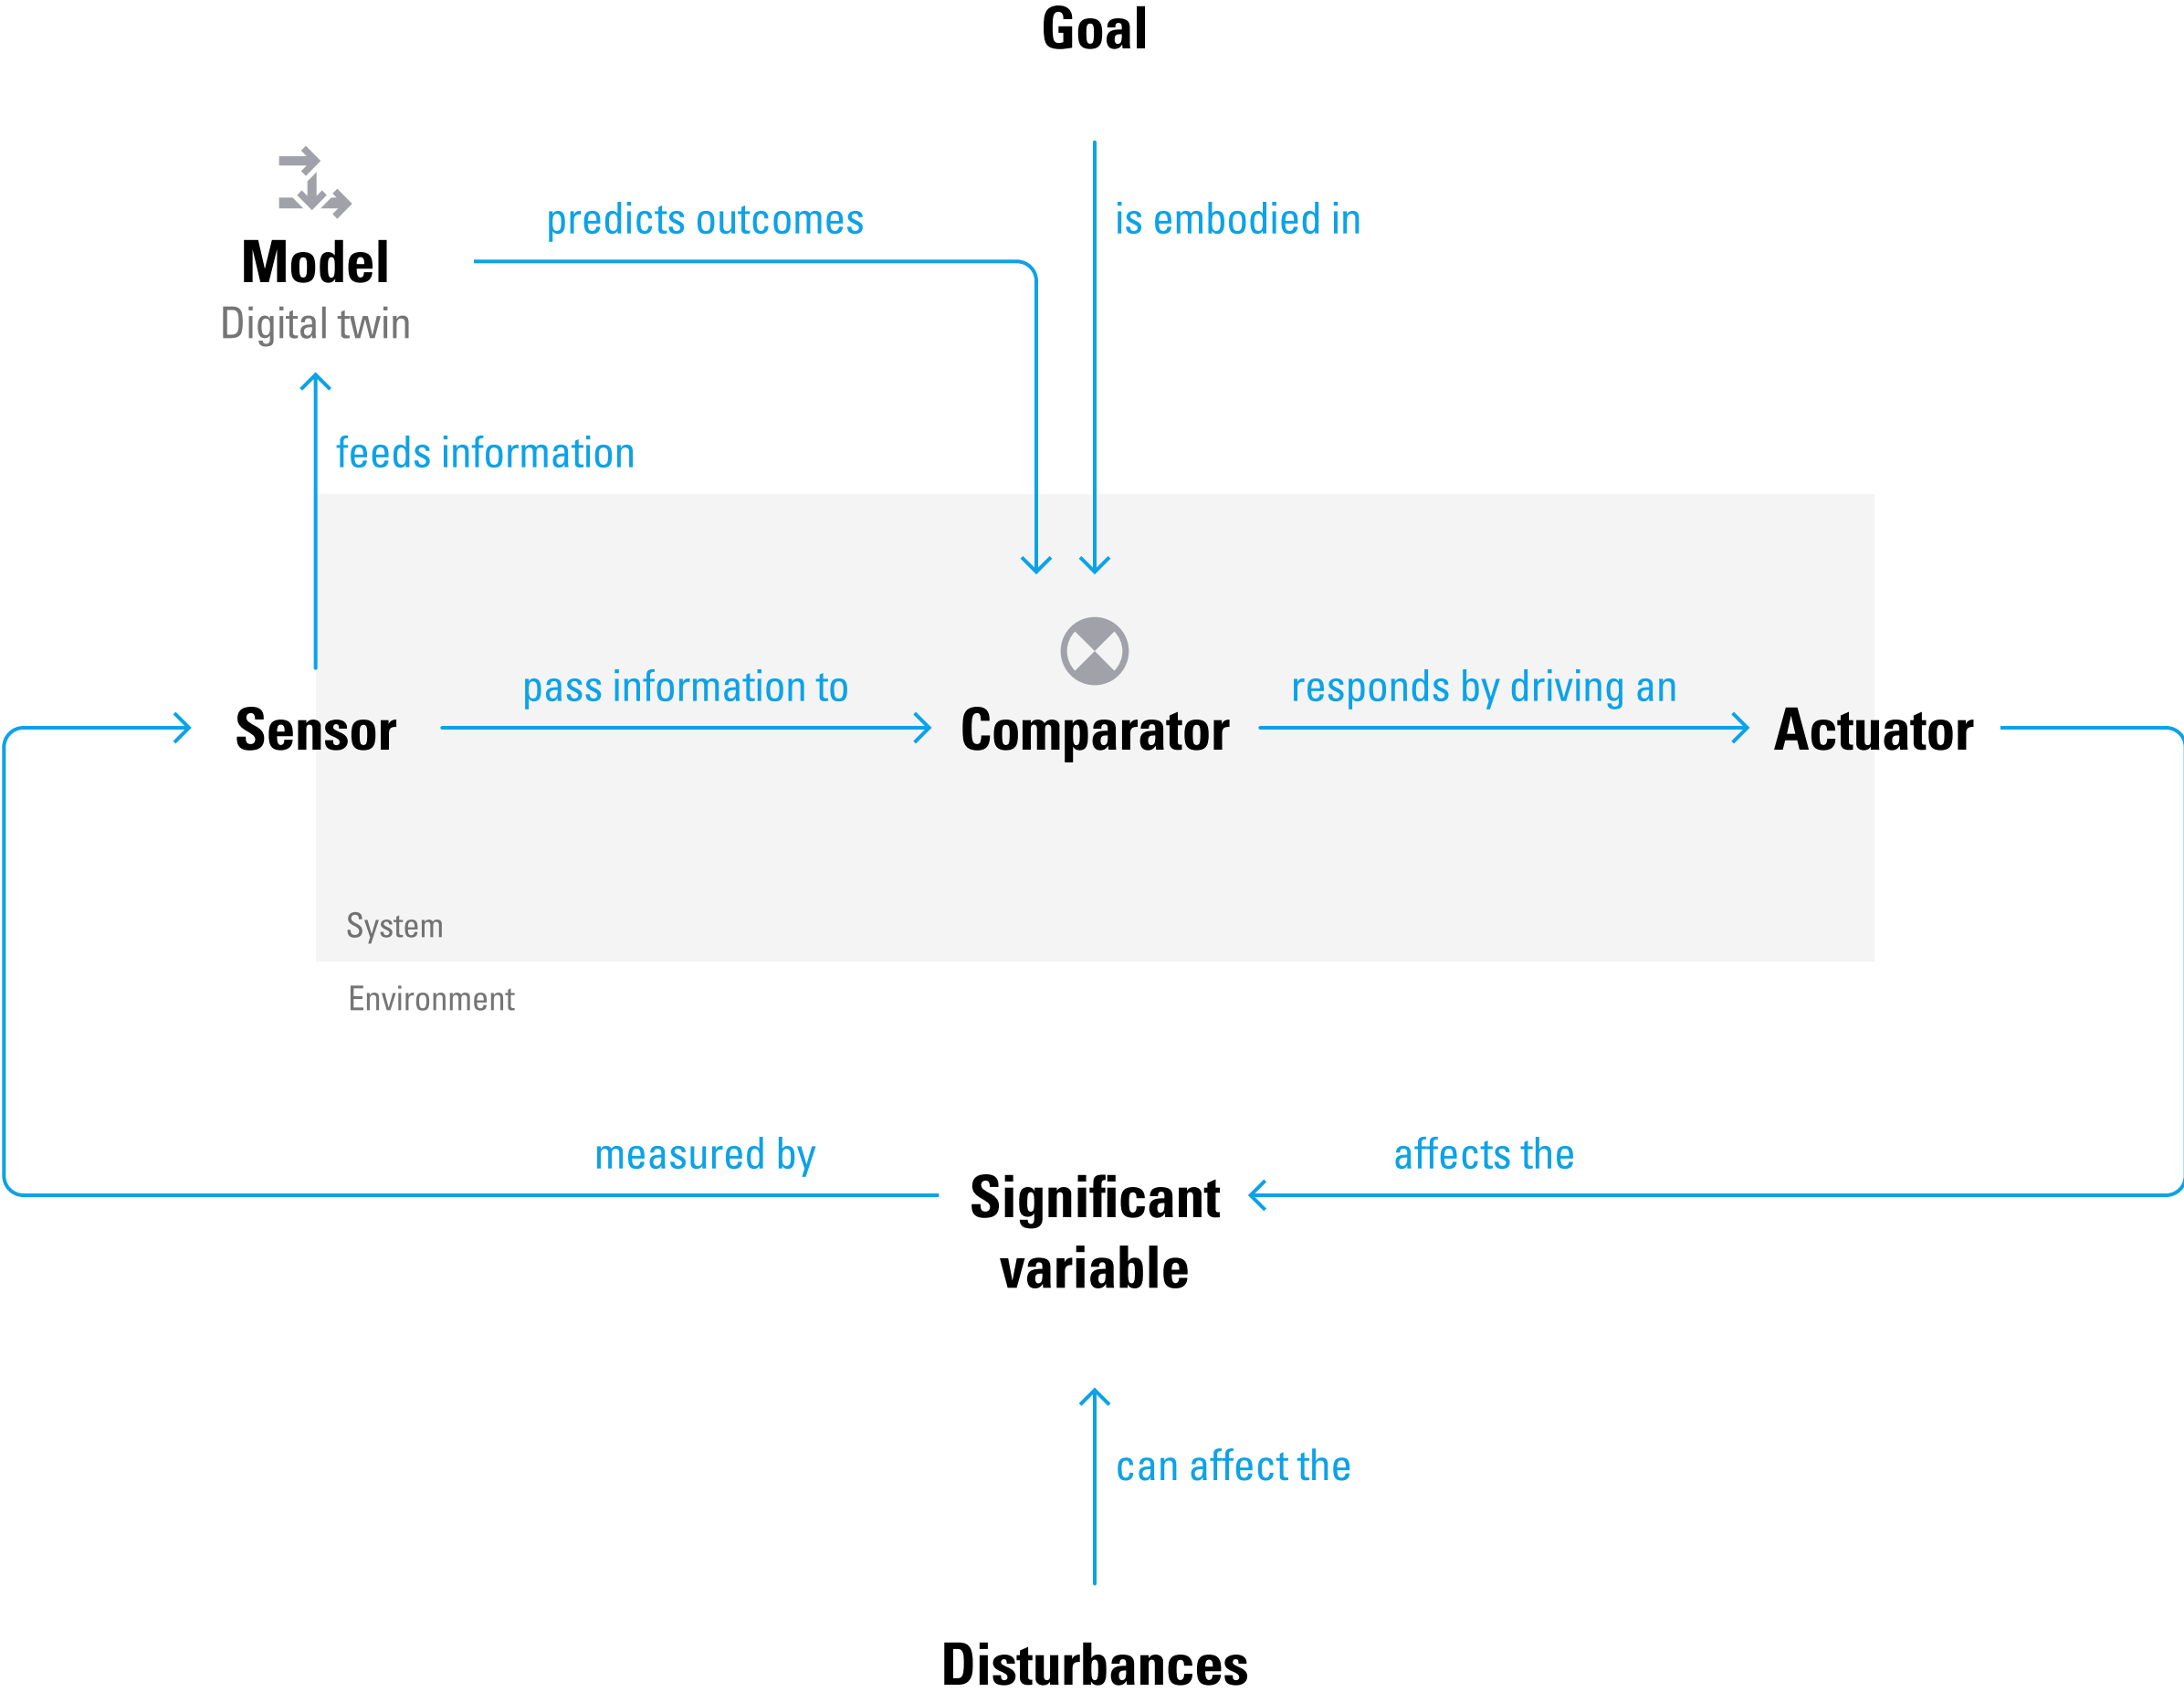 Goal
predicts outcomes
is embodied in
Model
Digital twin
feeds information
pass information to
responds by driving an
Sensor
Comparator
Actuator
System
Environment
measured by
affects the
Significant
variable
can affect the
Disturbances